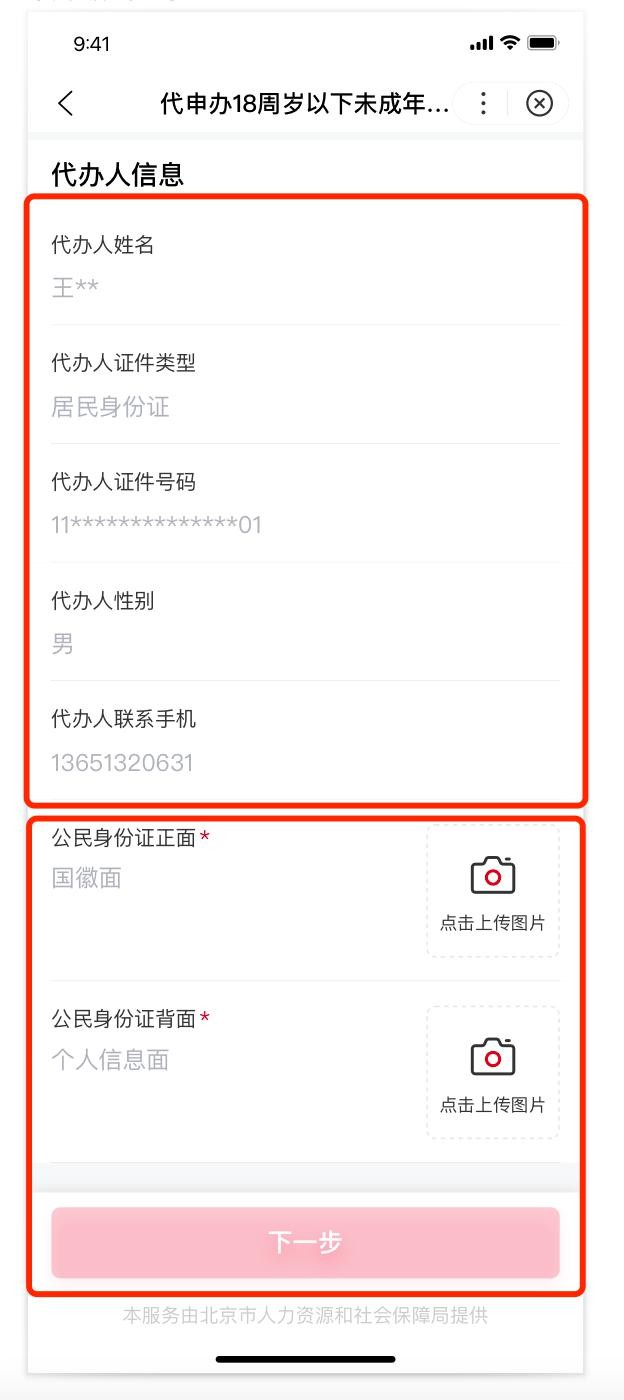 9:41
代申办18周岁以下未成年...
代办人信息
代办人姓名
王**
代办人证件类型
居民身份证
代办人证件号码
11**************01
代办人性别
男
代办人联系手机
13651320631
公民身份证正面*
国徽面
点击上传图片
公民身份证背面*
个人信息面
点击上传图片
下一步
本服务由北京市人力资源和社会保障局提供